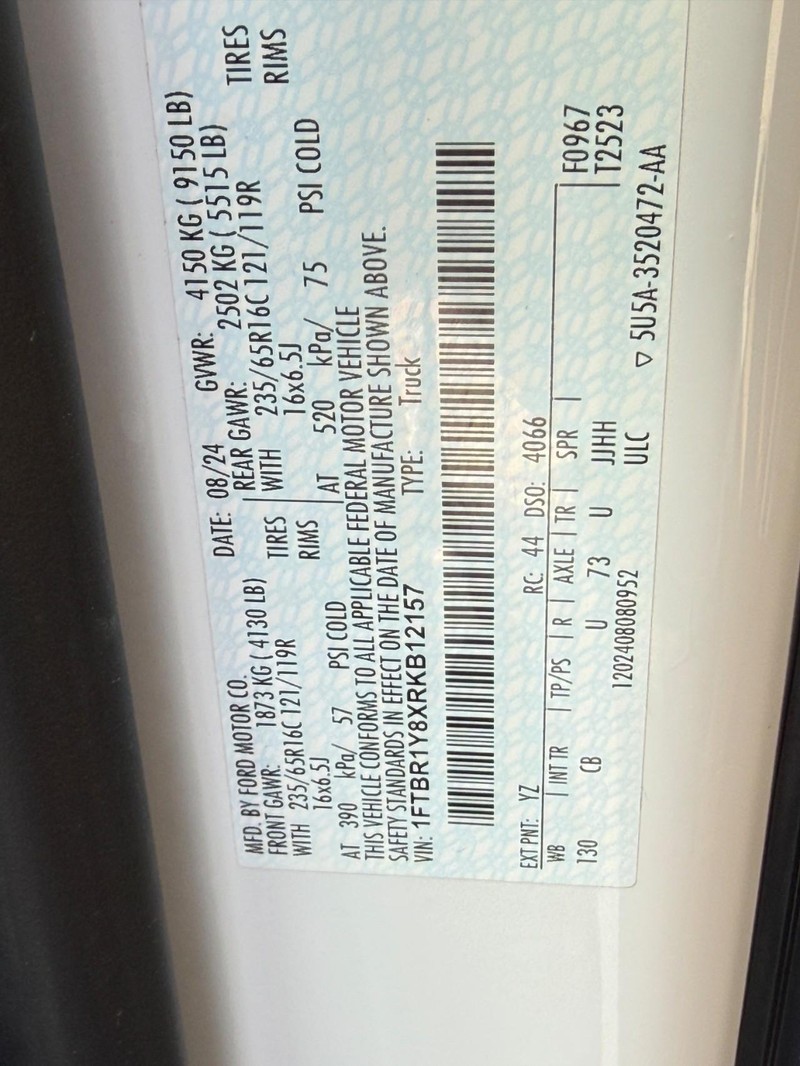 MFD. BY FORD MOTOR CO. DATE: 08/24 GVWR: 4150 KG ( 9150 LB)
FRONT GAWR: 1873 KG ( 4130 LB) REAR GAWR: 2502 KG ( 5515 LB)
WITH 235/65R16C 121/119R TIRES WITH 235/65R16C 121/119R TIRES
16x6.5J RIMS 16x6.5J RIMS
AT 390 kPa/ 57 PSI COLD AT 520 kPa/ 75 PSI COLD
THIS VEHICLE CONFORMS TO ALL APPLICABLE FEDERAL MOTOR VEHICLE
SAFETY STANDARDS IN EFFECT ON THE DATE OF MANUFACTURE SHOWN ABOVE.
VIN: 1FTBR1Y8XRKB12157 TYPE: Truck
EXT PNT: YZ RC: 44 DSO: 4066
WB INT TR TP/PS R AXLE TR SPR F0967
130 CB U 73 U JJHH T2523
1202408080952 ULC ▽ 5U5A-3520472-AA